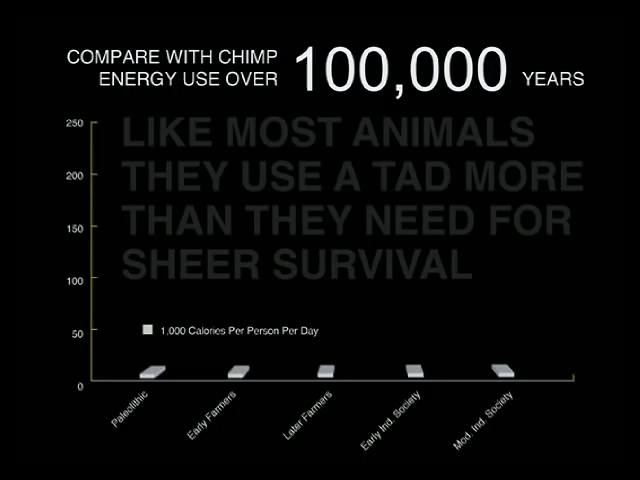 COMPARE WITH CHIMP
ENERGY USE OVER
100,000 YEARS
LIKE MOST ANIMALS
THEY USE A TAD MORE
THAN THEY NEED FOR
SHEER SURVIVAL
250
200
150
100
50
0
1,000 Calories Per Person Per Day
Paleolithic
Early Farmers
Later Farmers
Early Ind. Society
Mod. Ind. Society